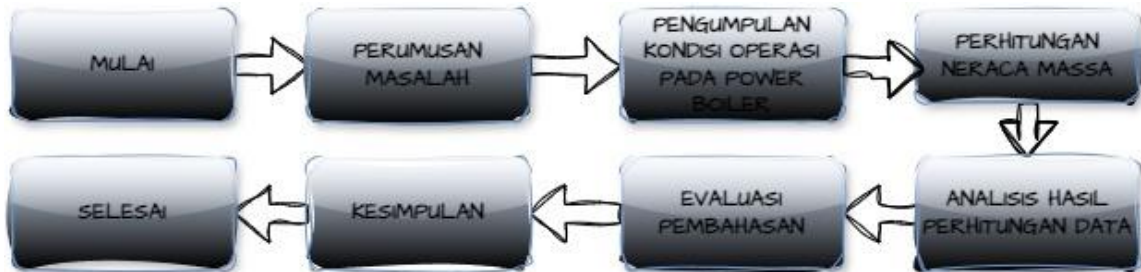 MULAI
PERUMUSAN
MASALAH
PENGUMPULAN
KONDISI OPERASI
PADA POWER
BOILER
PERHITUNGAN
NERACA MASSA
ANALISIS HASIL
PERHITUNGAN DATA
EVALUASI
PEMBAHASAN
KESIMPULAN
SELESAI